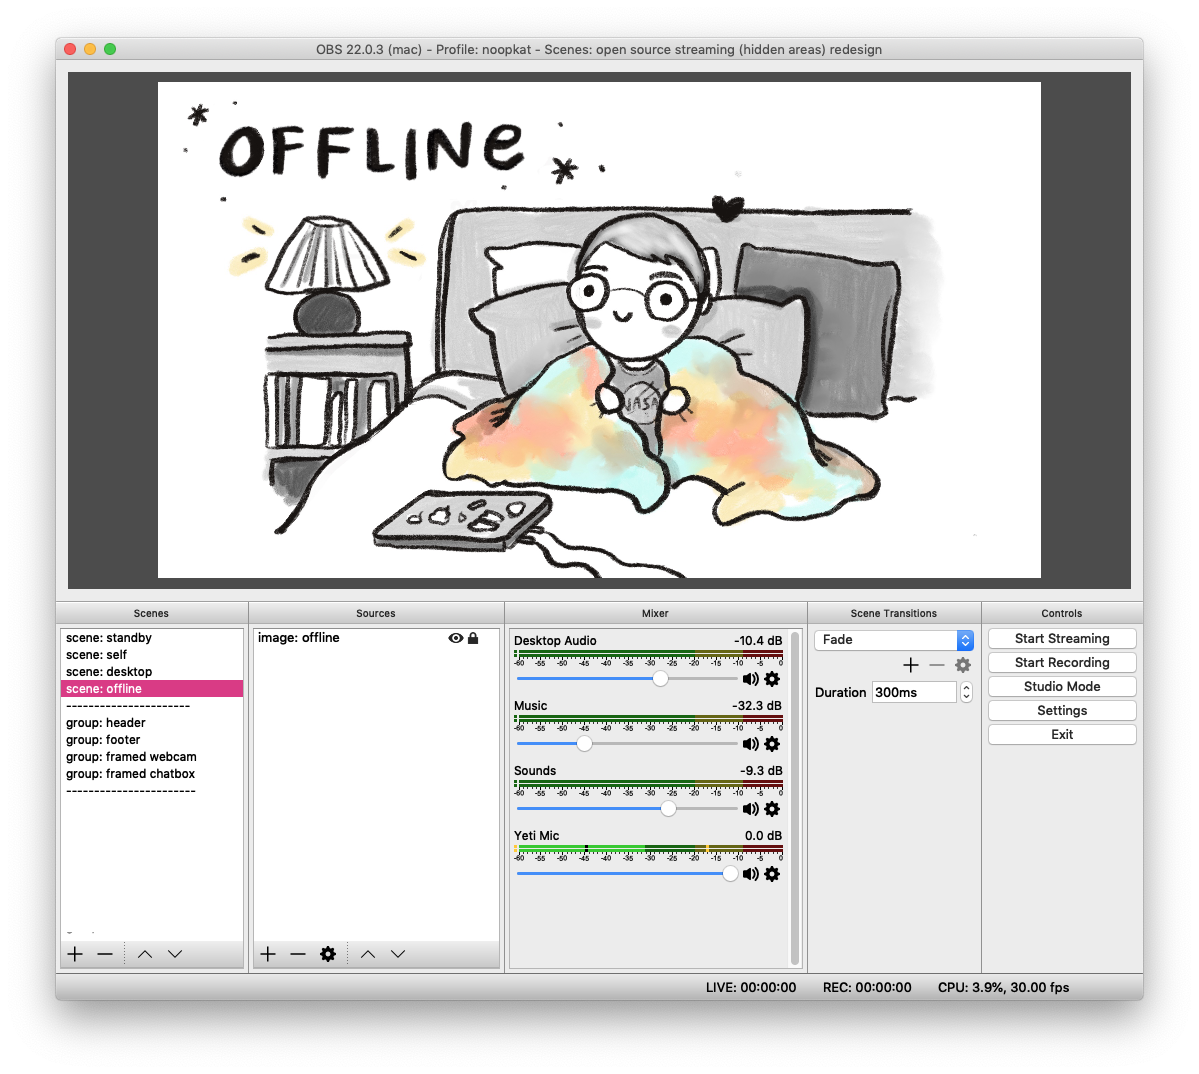 OBS 22.0.3 (mac) - Profile: noopkat - Scenes: open source streaming (hidden areas) redesign
OFFLINE
NASA
Scenes
scene: standby
scene: self
scene: desktop
scene: offline
----------------------
group: header
group: footer
group: framed webcam
group: framed chatbox
-----------------------
Sources
image: offline
Mixer
Desktop Audio -10.4 dB
-60 -55 -50 -45 -40 -35 -30 -25 -20 -15 -10 -5 0
Music -32.3 dB
-60 -55 -50 -45 -40 -35 -30 -25 -20 -15 -10 -5 0
Sounds -9.3 dB
-60 -55 -50 -45 -40 -35 -30 -25 -20 -15 -10 -5 0
Yeti Mic 0.0 dB
-60 -55 -50 -45 -40 -35 -30 -25 -20 -15 -10 -5 0
Scene Transitions
Fade
Duration 300ms
Controls
Start Streaming
Start Recording
Studio Mode
Settings
Exit
LIVE: 00:00:00 REC: 00:00:00 CPU: 3.9%, 30.00 fps